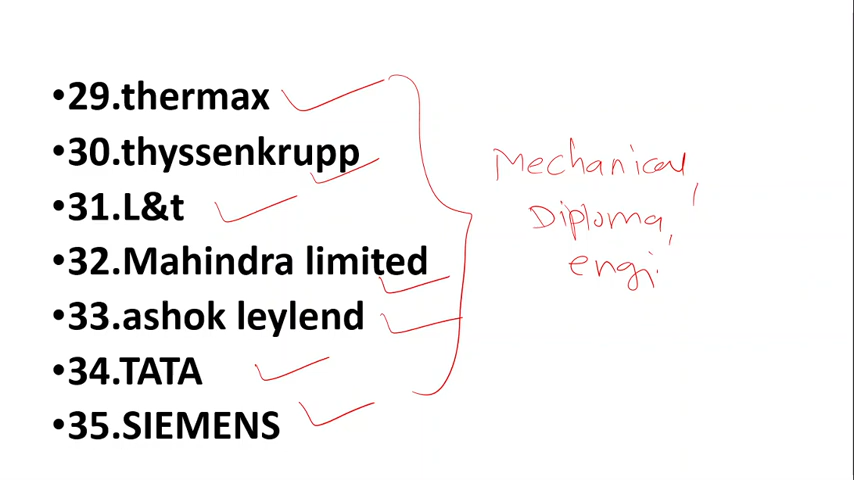 •29.thermax
•30.thyssenkrupp
•31.L&t
•32.Mahindra limited
•33.ashok leylend
•34.TATA
•35.SIEMENS
Mechanical,
Diploma,
engi